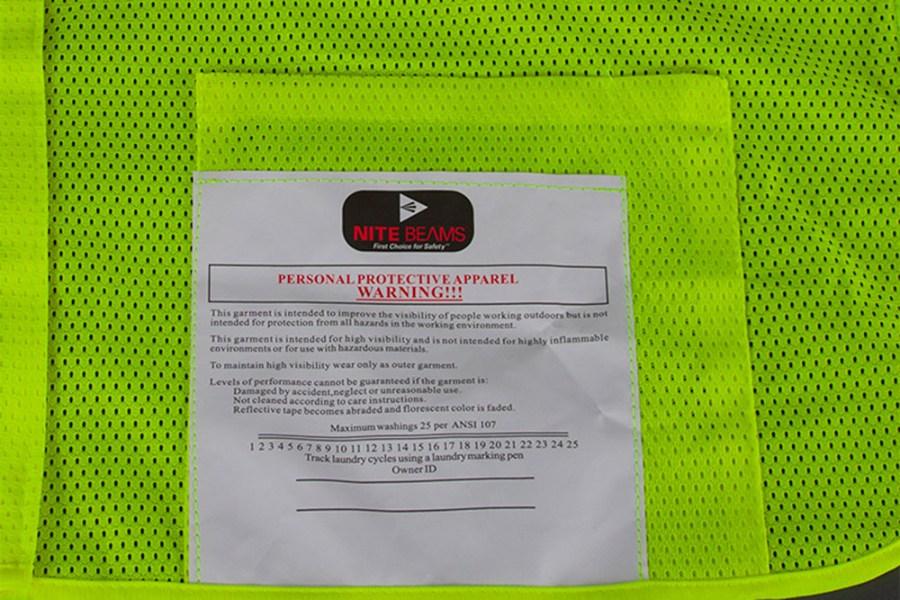 NITE BEAMS
First Choice for Safety™
PERSONAL PROTECTIVE APPAREL
WARNING!!!
This garment is intended to improve the visibility of people working outdoors but is not
intended for protection from all hazards in the working environment.
This garment is intended for high visibility and is not intended for highly inflammable
environments or for use with hazardous materials.
To maintain high visibility wear only as outer garment.
Levels of performance cannot be guaranteed if the garment is:
Damaged by accident,neglect or unreasonable use.
Not cleaned according to care instructions.
Reflective tape becomes abraded and florescent color is faded.
Maximum washings 25 per ANSI 107
1 2 3 4 5 6 7 8 9 10 11 12 13 14 15 16 17 18 19 20 21 22 23 24 25
Track laundry cycles using a laundry marking pen
Owner ID